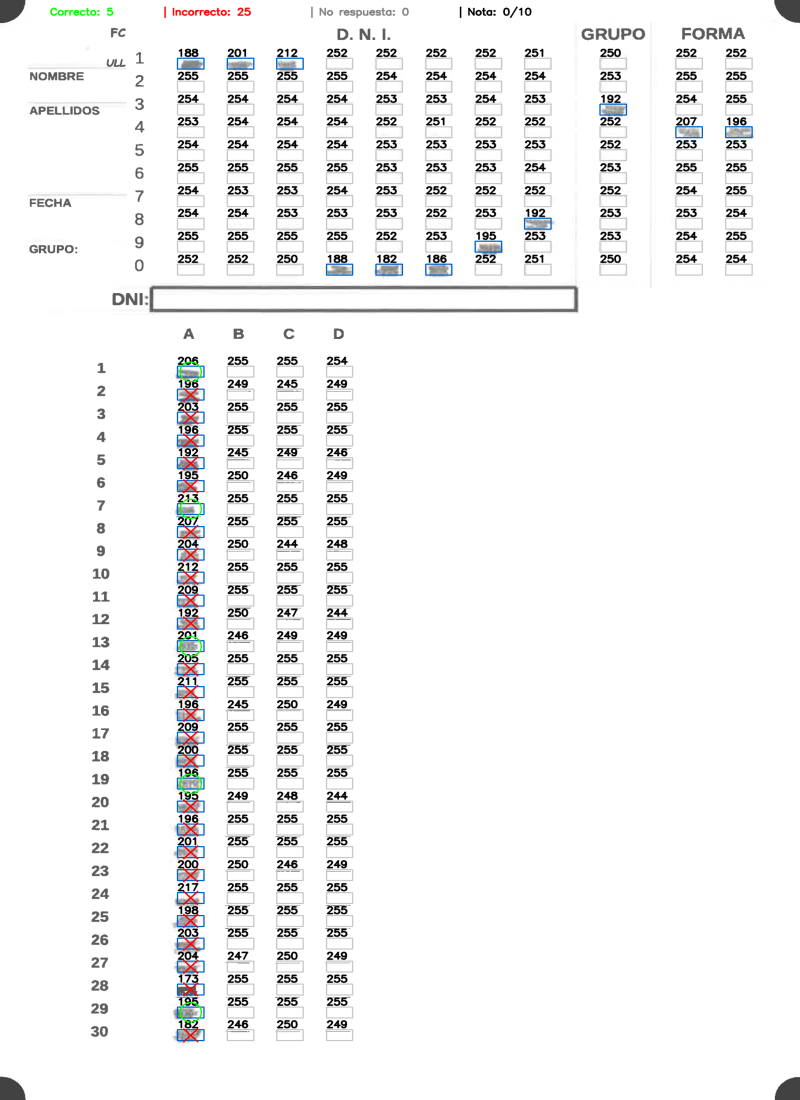 Correcto: 5 | Incorrecto: 25 | No respuesta: 0 | Nota: 0/10
FC D. N. I. GRUPO FORMA
ULL 1 188 201 212 252 252 252 252 251 250 252 252
NOMBRE 2 255 255 255 255 254 254 254 254 253 255 255
APELLIDOS 3 254 254 254 254 253 253 254 253 192 254 255
4 253 254 254 254 252 251 252 252 252 207 196
5 254 254 254 253 253 253 253 253 252 253 253
6 255 255 255 255 253 253 253 254 253 255 255
FECHA 7 254 253 253 254 253 252 252 252 252 254 255
8 254 254 253 253 253 252 253 192 253 253 254
GRUPO: 9 255 255 255 255 252 253 195 253 253 254 255
0 252 252 250 188 182 186 252 251 250 254 254
DNI:
A B C D
1 206 255 255 254
2 196 249 245 249
3 203 255 255 255
4 196 255 255 255
5 192 245 249 246
6 195 250 246 249
7 213 255 255 255
8 207 255 255 255
9 204 250 244 248
10 212 255 255 255
11 209 255 255 255
12 192 250 247 244
13 201 246 249 249
14 205 255 255 255
15 211 255 255 255
16 196 245 250 249
17 209 255 255 255
18 200 255 255 255
19 196 255 255 255
20 195 249 248 244
21 196 255 255 255
22 201 255 255 255
23 200 250 246 249
24 217 255 255 255
25 198 255 255 255
26 203 255 255 255
27 204 247 250 249
28 173 255 255 255
29 195 255 255 255
30 182 246 250 249